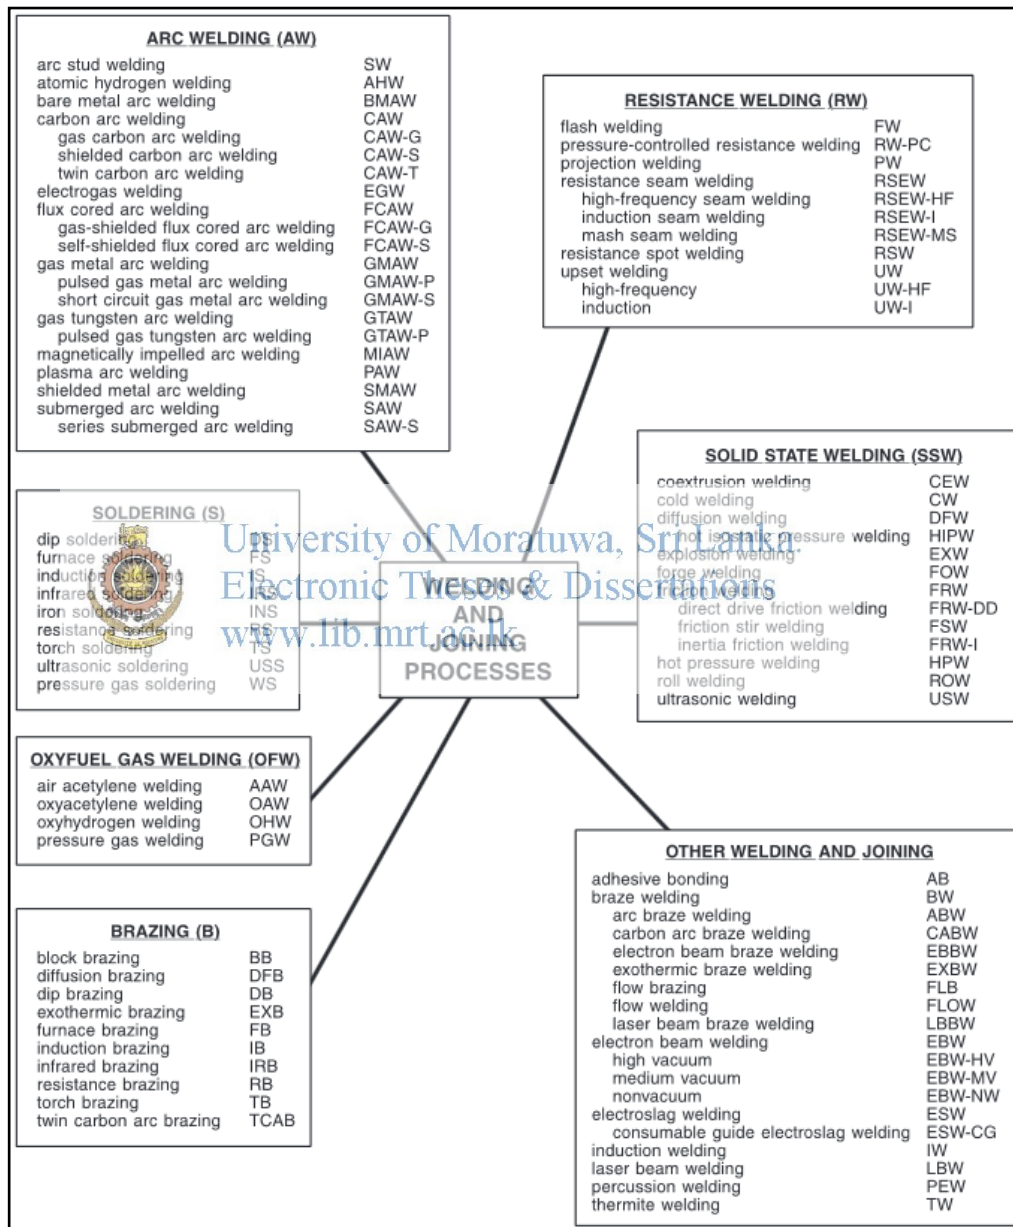 ARC WELDING (AW)
arc stud welding SW
atomic hydrogen welding AHW
bare metal arc welding BMAW
carbon arc welding CAW
gas carbon arc welding CAW-G
shielded carbon arc welding CAW-S
twin carbon arc welding CAW-T
electrogas welding EGW
flux cored arc welding FCAW
gas-shielded flux cored arc welding FCAW-G
self-shielded flux cored arc welding FCAW-S
gas metal arc welding GMAW
pulsed gas metal arc welding GMAW-P
short circuit gas metal arc welding GMAW-S
gas tungsten arc welding GTAW
pulsed gas tungsten arc welding GTAW-P
magnetically impelled arc welding MIAW
plasma arc welding PAW
shielded metal arc welding SMAW
submerged arc welding SAW
series submerged arc welding SAW-S
RESISTANCE WELDING (RW)
flash welding FW
pressure-controlled resistance welding RW-PC
projection welding PW
resistance seam welding RSEW
high-frequency seam welding RSEW-HF
induction seam welding RSEW-I
mash seam welding RSEW-MS
resistance spot welding RSW
upset welding UW
high-frequency UW-HF
induction UW-I
SOLDERING (S)
dip soldering DS
furnace soldering FS
induction soldering IS
infrared soldering IRS
iron soldering INS
resistance soldering RS
torch soldering TS
ultrasonic soldering USS
pressure gas soldering WS
University of Moratuwa, Sri Lanka.
Electronic Theses & Dissertations
www.lib.mrt.ac.lk
WELDING
AND
JOINING
PROCESSES
SOLID STATE WELDING (SSW)
coextrusion welding CEW
cold welding CW
diffusion welding DFW
hot isostatic pressure welding HIPW
explosion welding EXW
forge welding FOW
friction welding FRW
direct drive friction welding FRW-DD
friction stir welding FSW
inertia friction welding FRW-I
hot pressure welding HPW
roll welding ROW
ultrasonic welding USW
OXYFUEL GAS WELDING (OFW)
air acetylene welding AAW
oxyacetylene welding OAW
oxyhydrogen welding OHW
pressure gas welding PGW
BRAZING (B)
block brazing BB
diffusion brazing DFB
dip brazing DB
exothermic brazing EXB
furnace brazing FB
induction brazing IB
infrared brazing IRB
resistance brazing RB
torch brazing TB
twin carbon arc brazing TCAB
OTHER WELDING AND JOINING
adhesive bonding AB
braze welding BW
arc braze welding ABW
carbon arc braze welding CABW
electron beam braze welding EBBW
exothermic braze welding EXBW
flow brazing FLB
flow welding FLOW
laser beam braze welding LBBW
electron beam welding EBW
high vacuum EBW-HV
medium vacuum EBW-MV
nonvacuum EBW-NW
electroslag welding ESW
consumable guide electroslag welding ESW-CG
induction welding IW
laser beam welding LBW
percussion welding PEW
thermite welding TW